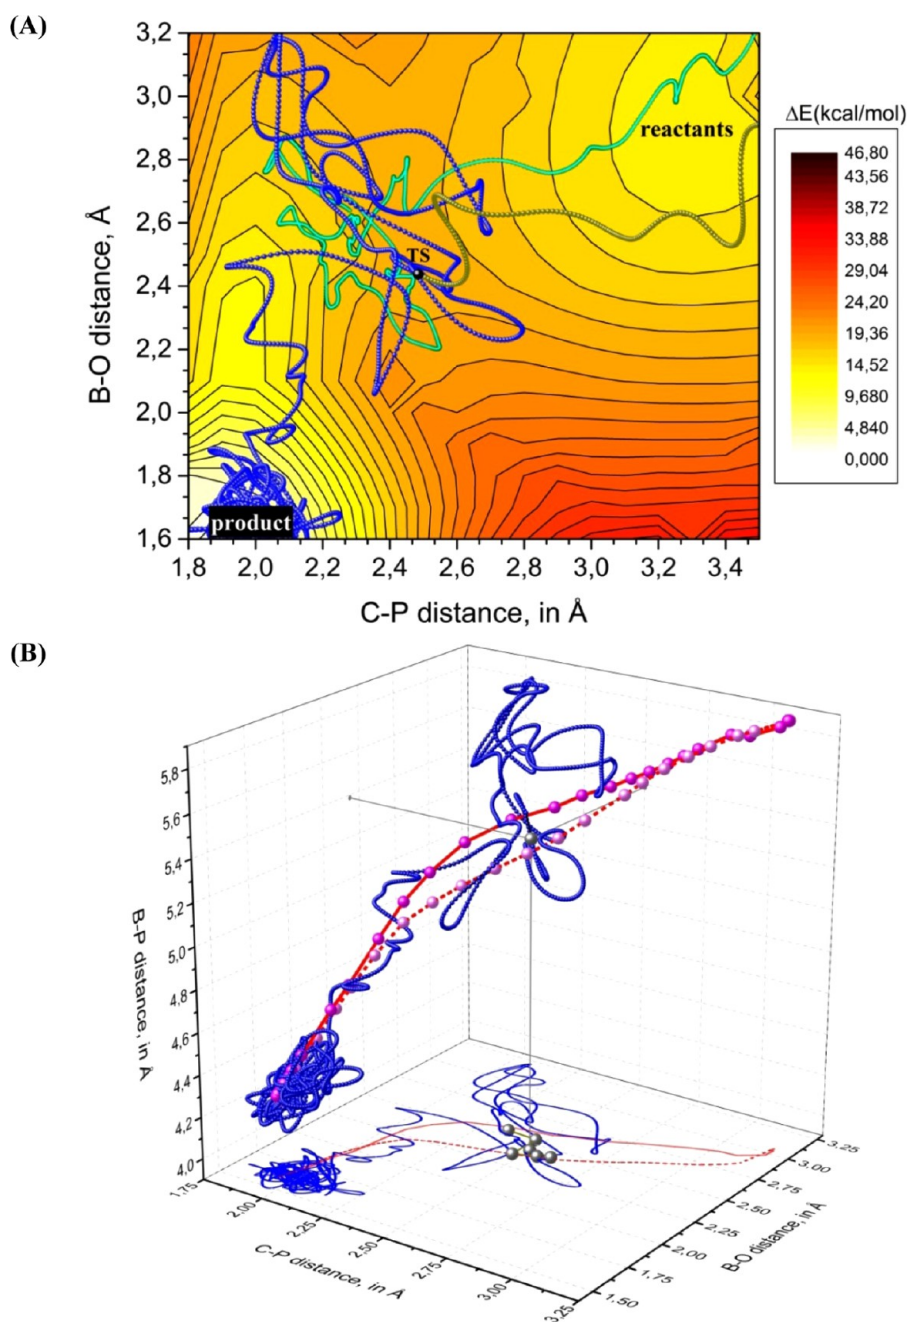 (A)
3,2
3,0
2,8
2,6
2,4
2,2
2,0
1,8
1,6
B-O distance, Å
reactants
TS
product
1,8 2,0 2,2 2,4 2,6 2,8 3,0 3,2 3,4
C-P distance, in Å
ΔE(kcal/mol)
46,80
43,56
38,72
33,88
29,04
24,20
19,36
14,52
9,680
4,840
0,000
(B)
5,8
5,6
5,4
5,2
5,0
4,8
4,6
4,4
4,2
4,0
B-P distance, in Å
1,75 2,00 2,25 2,50 2,75 3,00 3,25
C-P distance, in Å
3,25
3,00
2,75
2,50
2,25
2,00
1,75
1,50
B-O distance, in Å